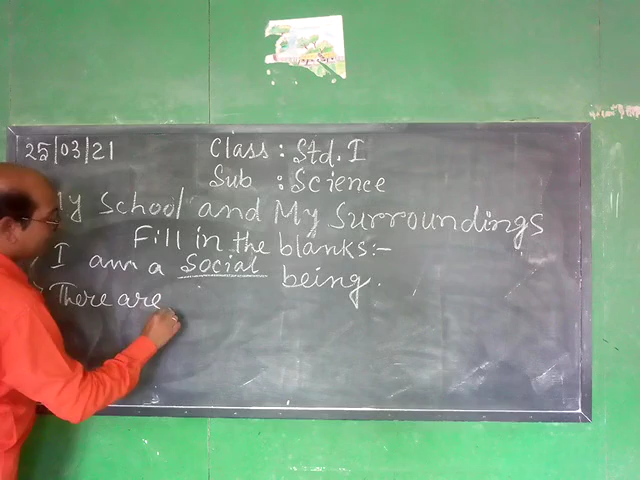 25/03/21
Class : Std. I
Sub : Science
My School and My Surroundings
Fill in the blanks:-
I am a Social being.
There are